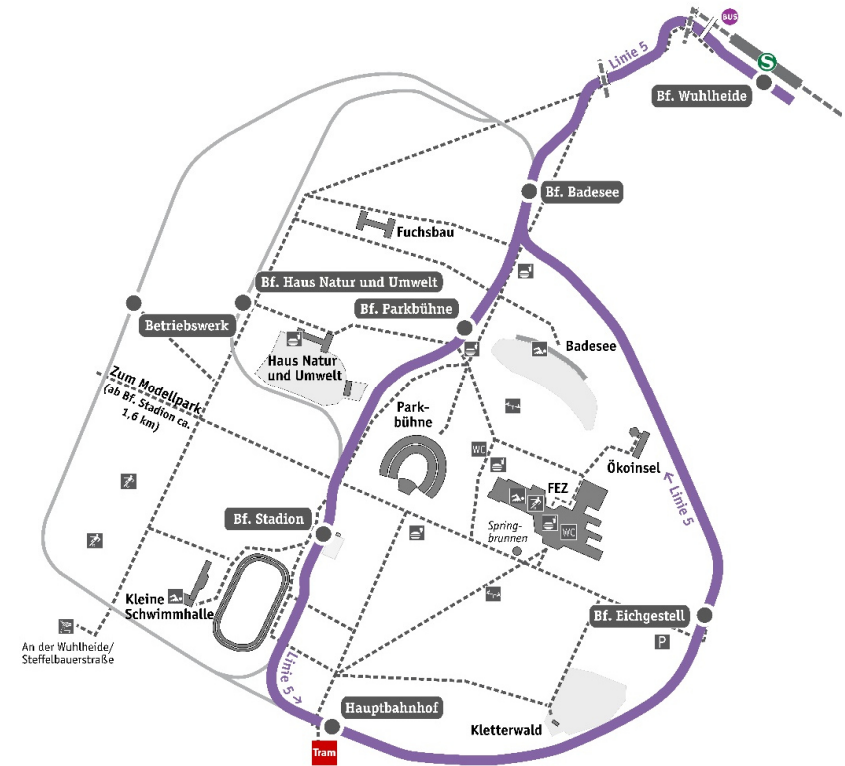 BUS
Linie 5
S
Bf. Wuhlheide
Bf. Badesee
Fuchsbau
Bf. Haus Natur und Umwelt
Bf. Parkbühne
Betriebswerk
Haus Natur
und Umwelt
Badesee
Zum Modellpark
(ab Bf. Stadion ca.
1,6 km)
Park-
bühne
WC
Ökoinsel
FEZ
Linie 5
Bf. Stadion
Spring-
brunnen
WC
Kleine
Schwimmhalle
Bf. Eichgestell
P
An der Wuhlheide/
Steffelbauerstraße
Linie 5
Hauptbahnhof
Kletterwald
Tram